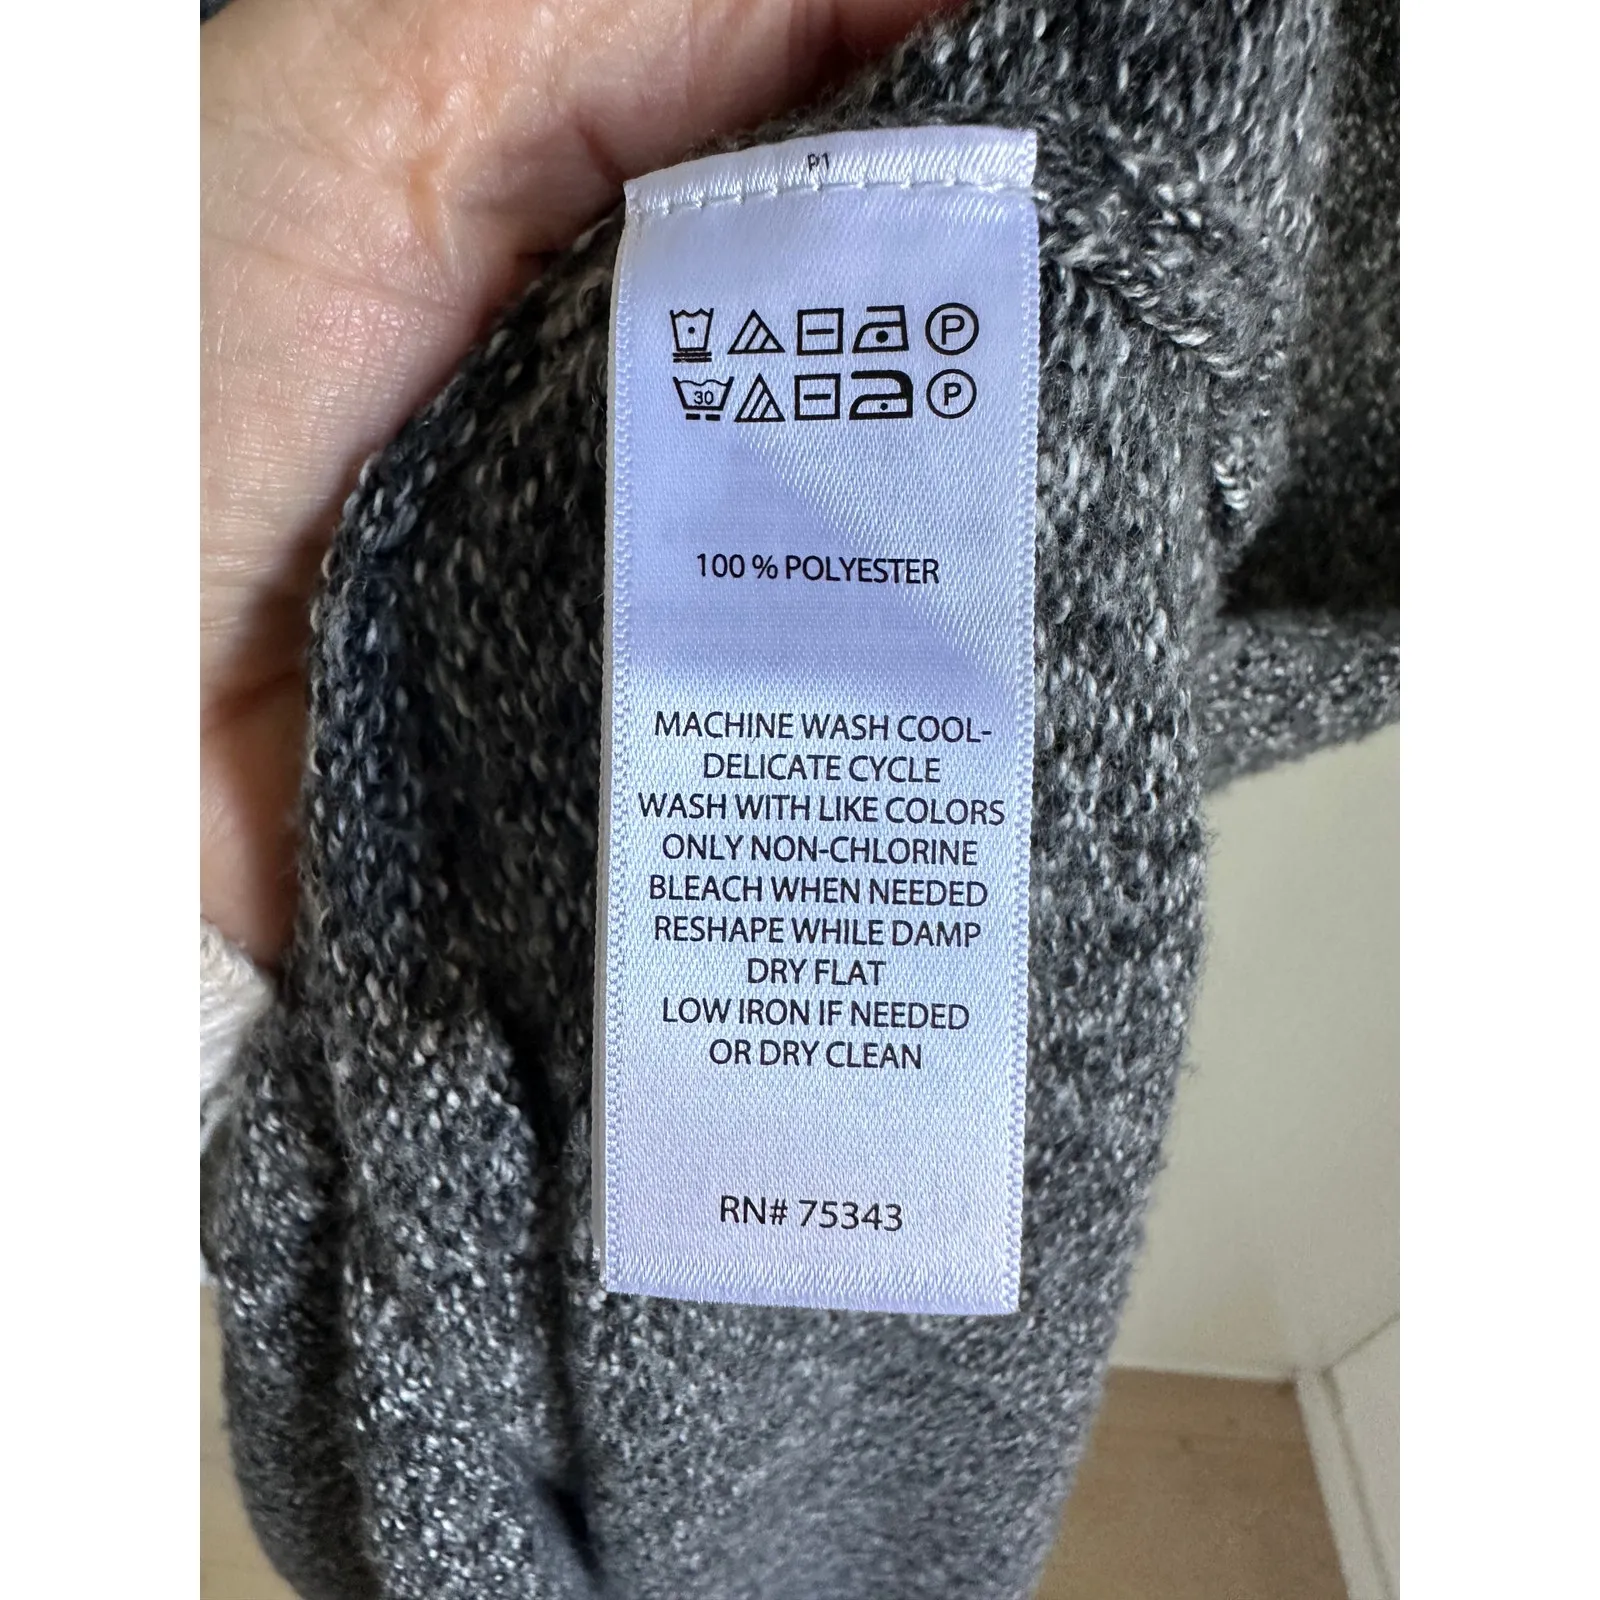 P1
P
30 P
100 % POLYESTER
MACHINE WASH COOL-
DELICATE CYCLE
WASH WITH LIKE COLORS
ONLY NON-CHLORINE
BLEACH WHEN NEEDED
RESHAPE WHILE DAMP
DRY FLAT
LOW IRON IF NEEDED
OR DRY CLEAN
RN# 75343